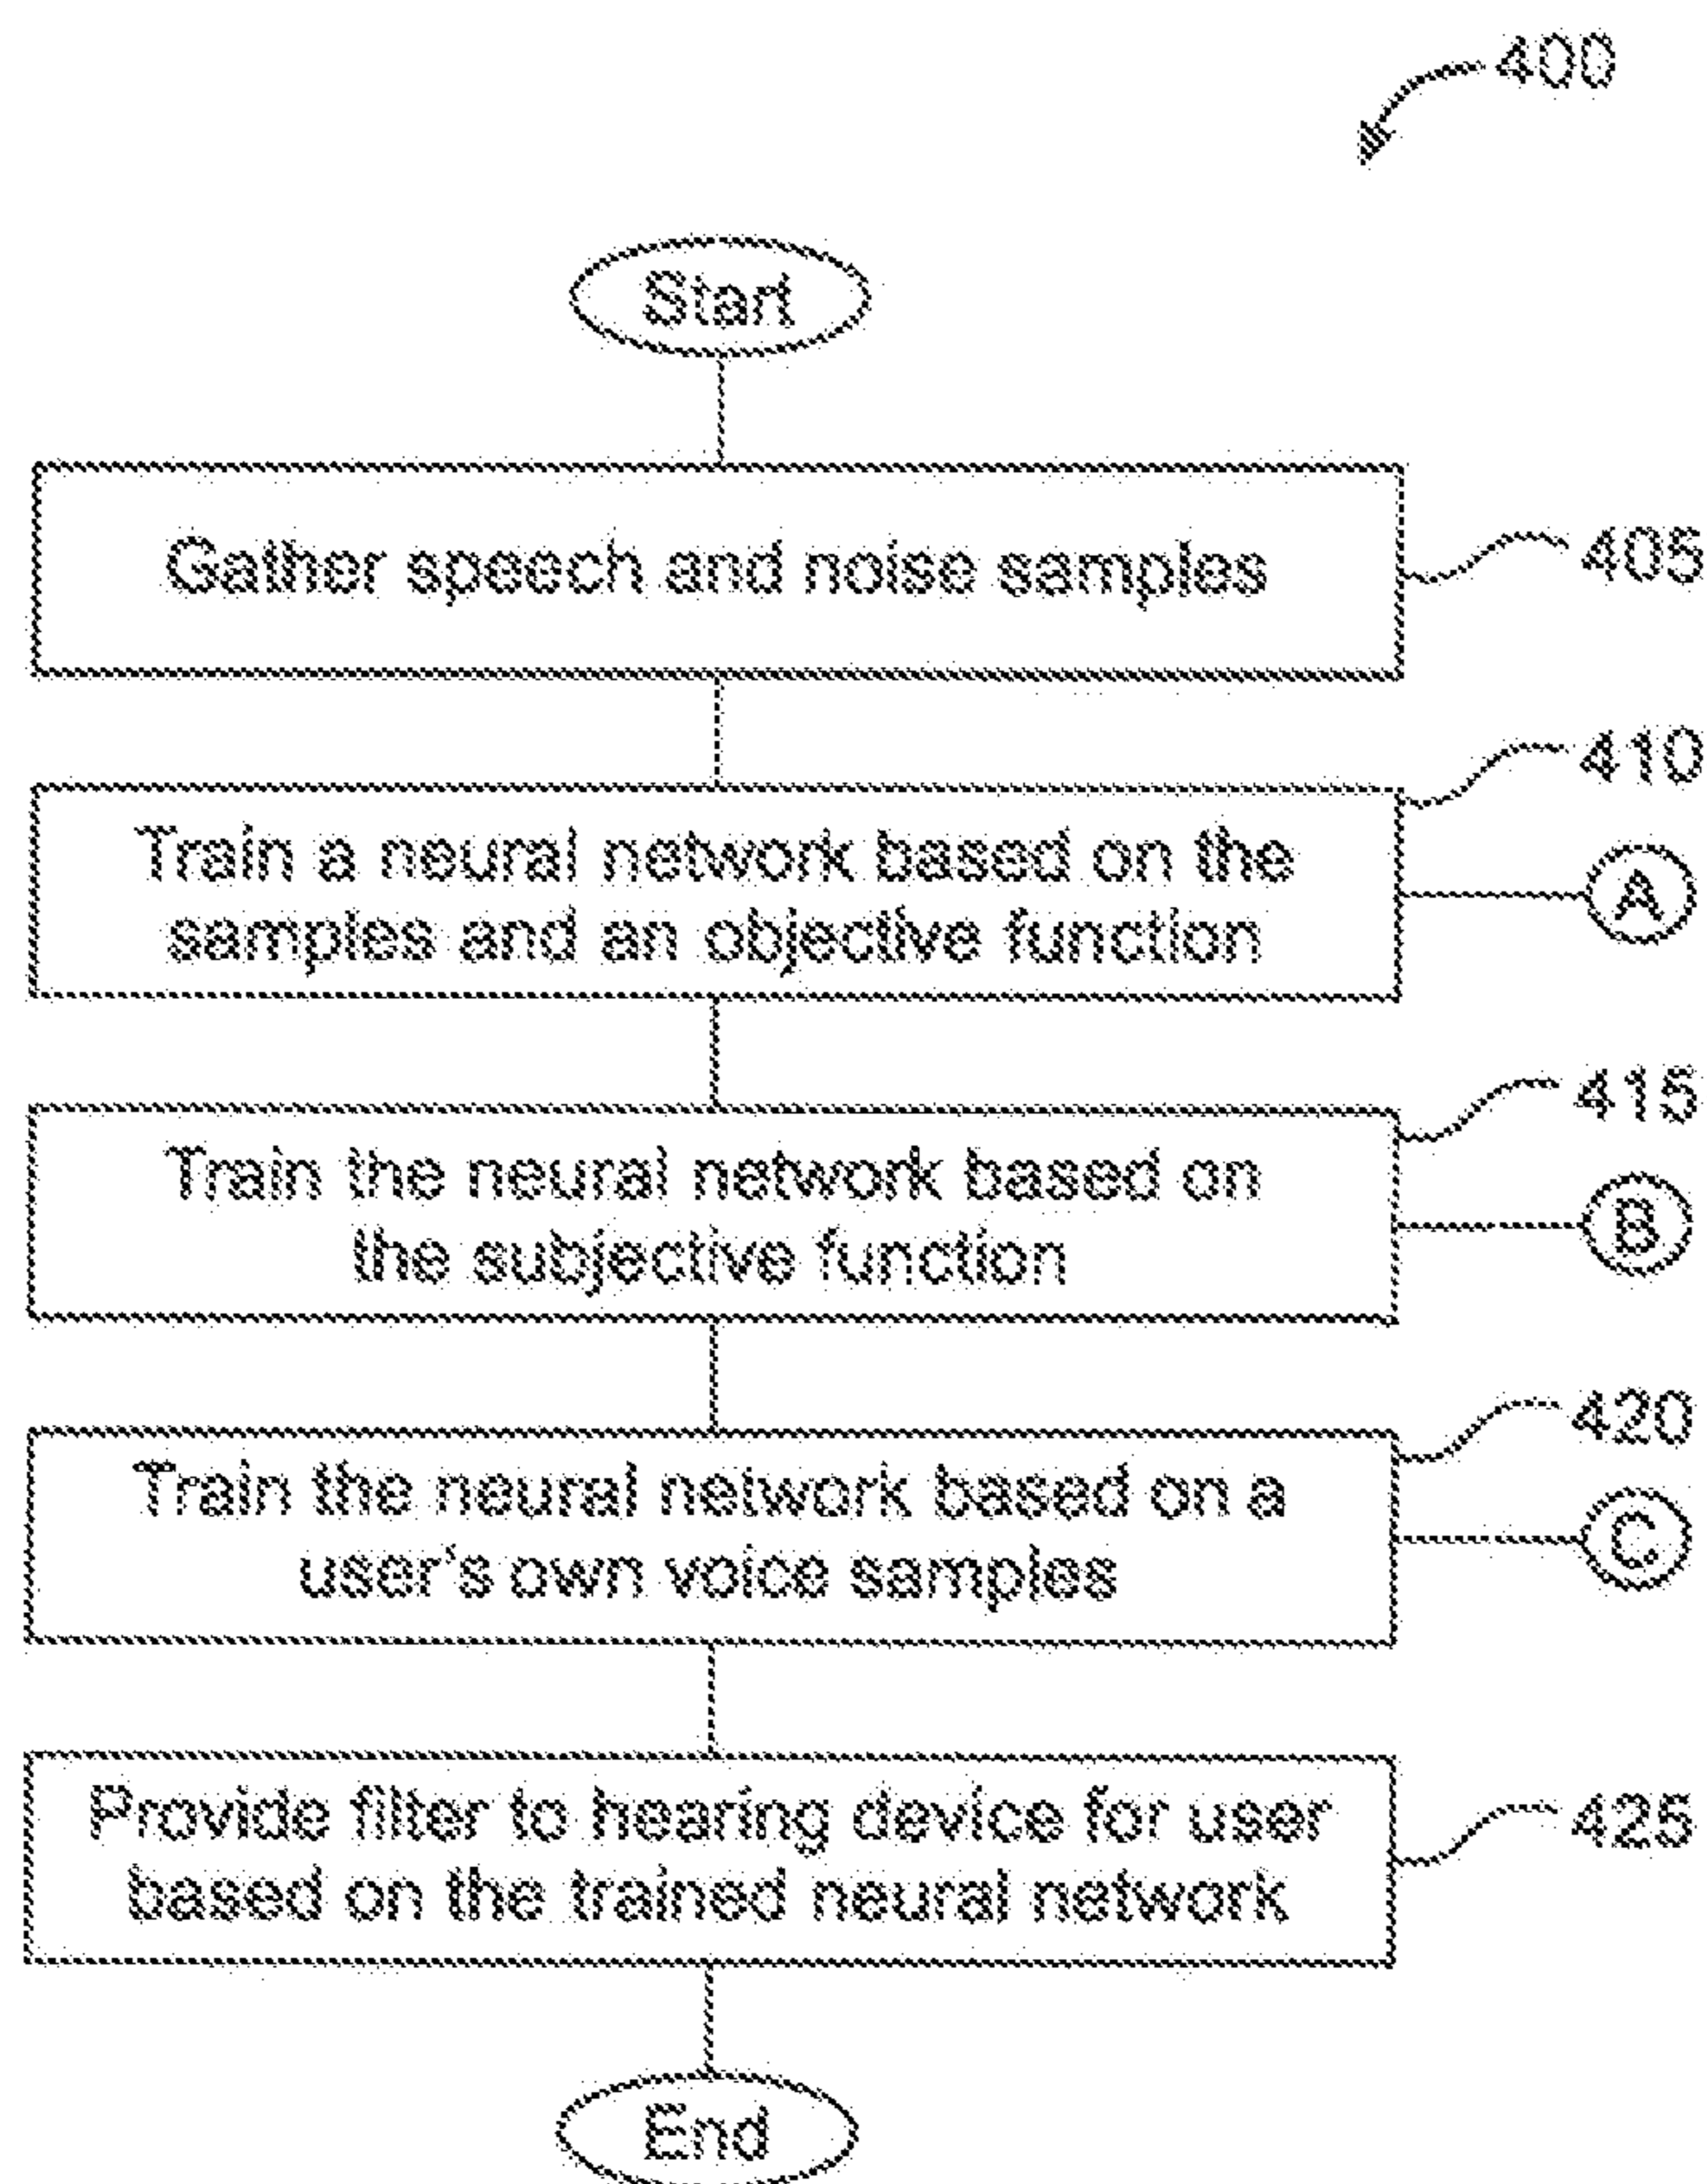 400
Start
Gather speech and noise samples
405
410
Train a neural network based on the
samples and an objective function
A
415
Train the neural network based on
the subjective function
B
420
Train the neural network based on a
user's own voice samples
C
Provide filter to hearing device for user
based on the trained neural network
425
End